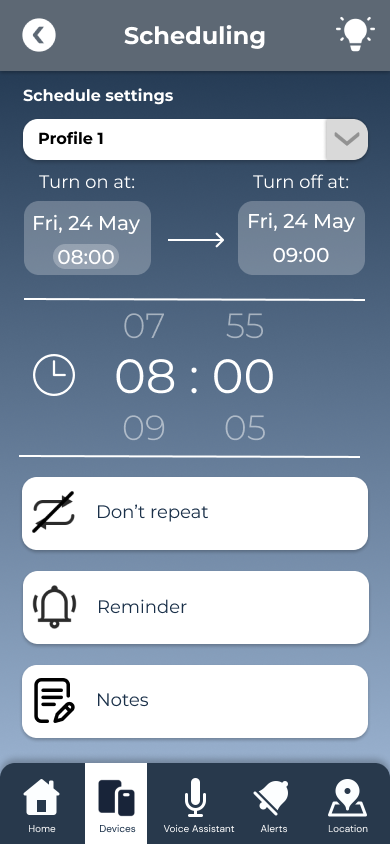 Scheduling
Schedule settings
Profile 1
Turn on at: Turn off at:
Fri, 24 May Fri, 24 May
08:00 09:00
07 55
08 : 00
09 05
Don’t repeat
Reminder
Notes
Home Devices Voice Assistant Alerts Location